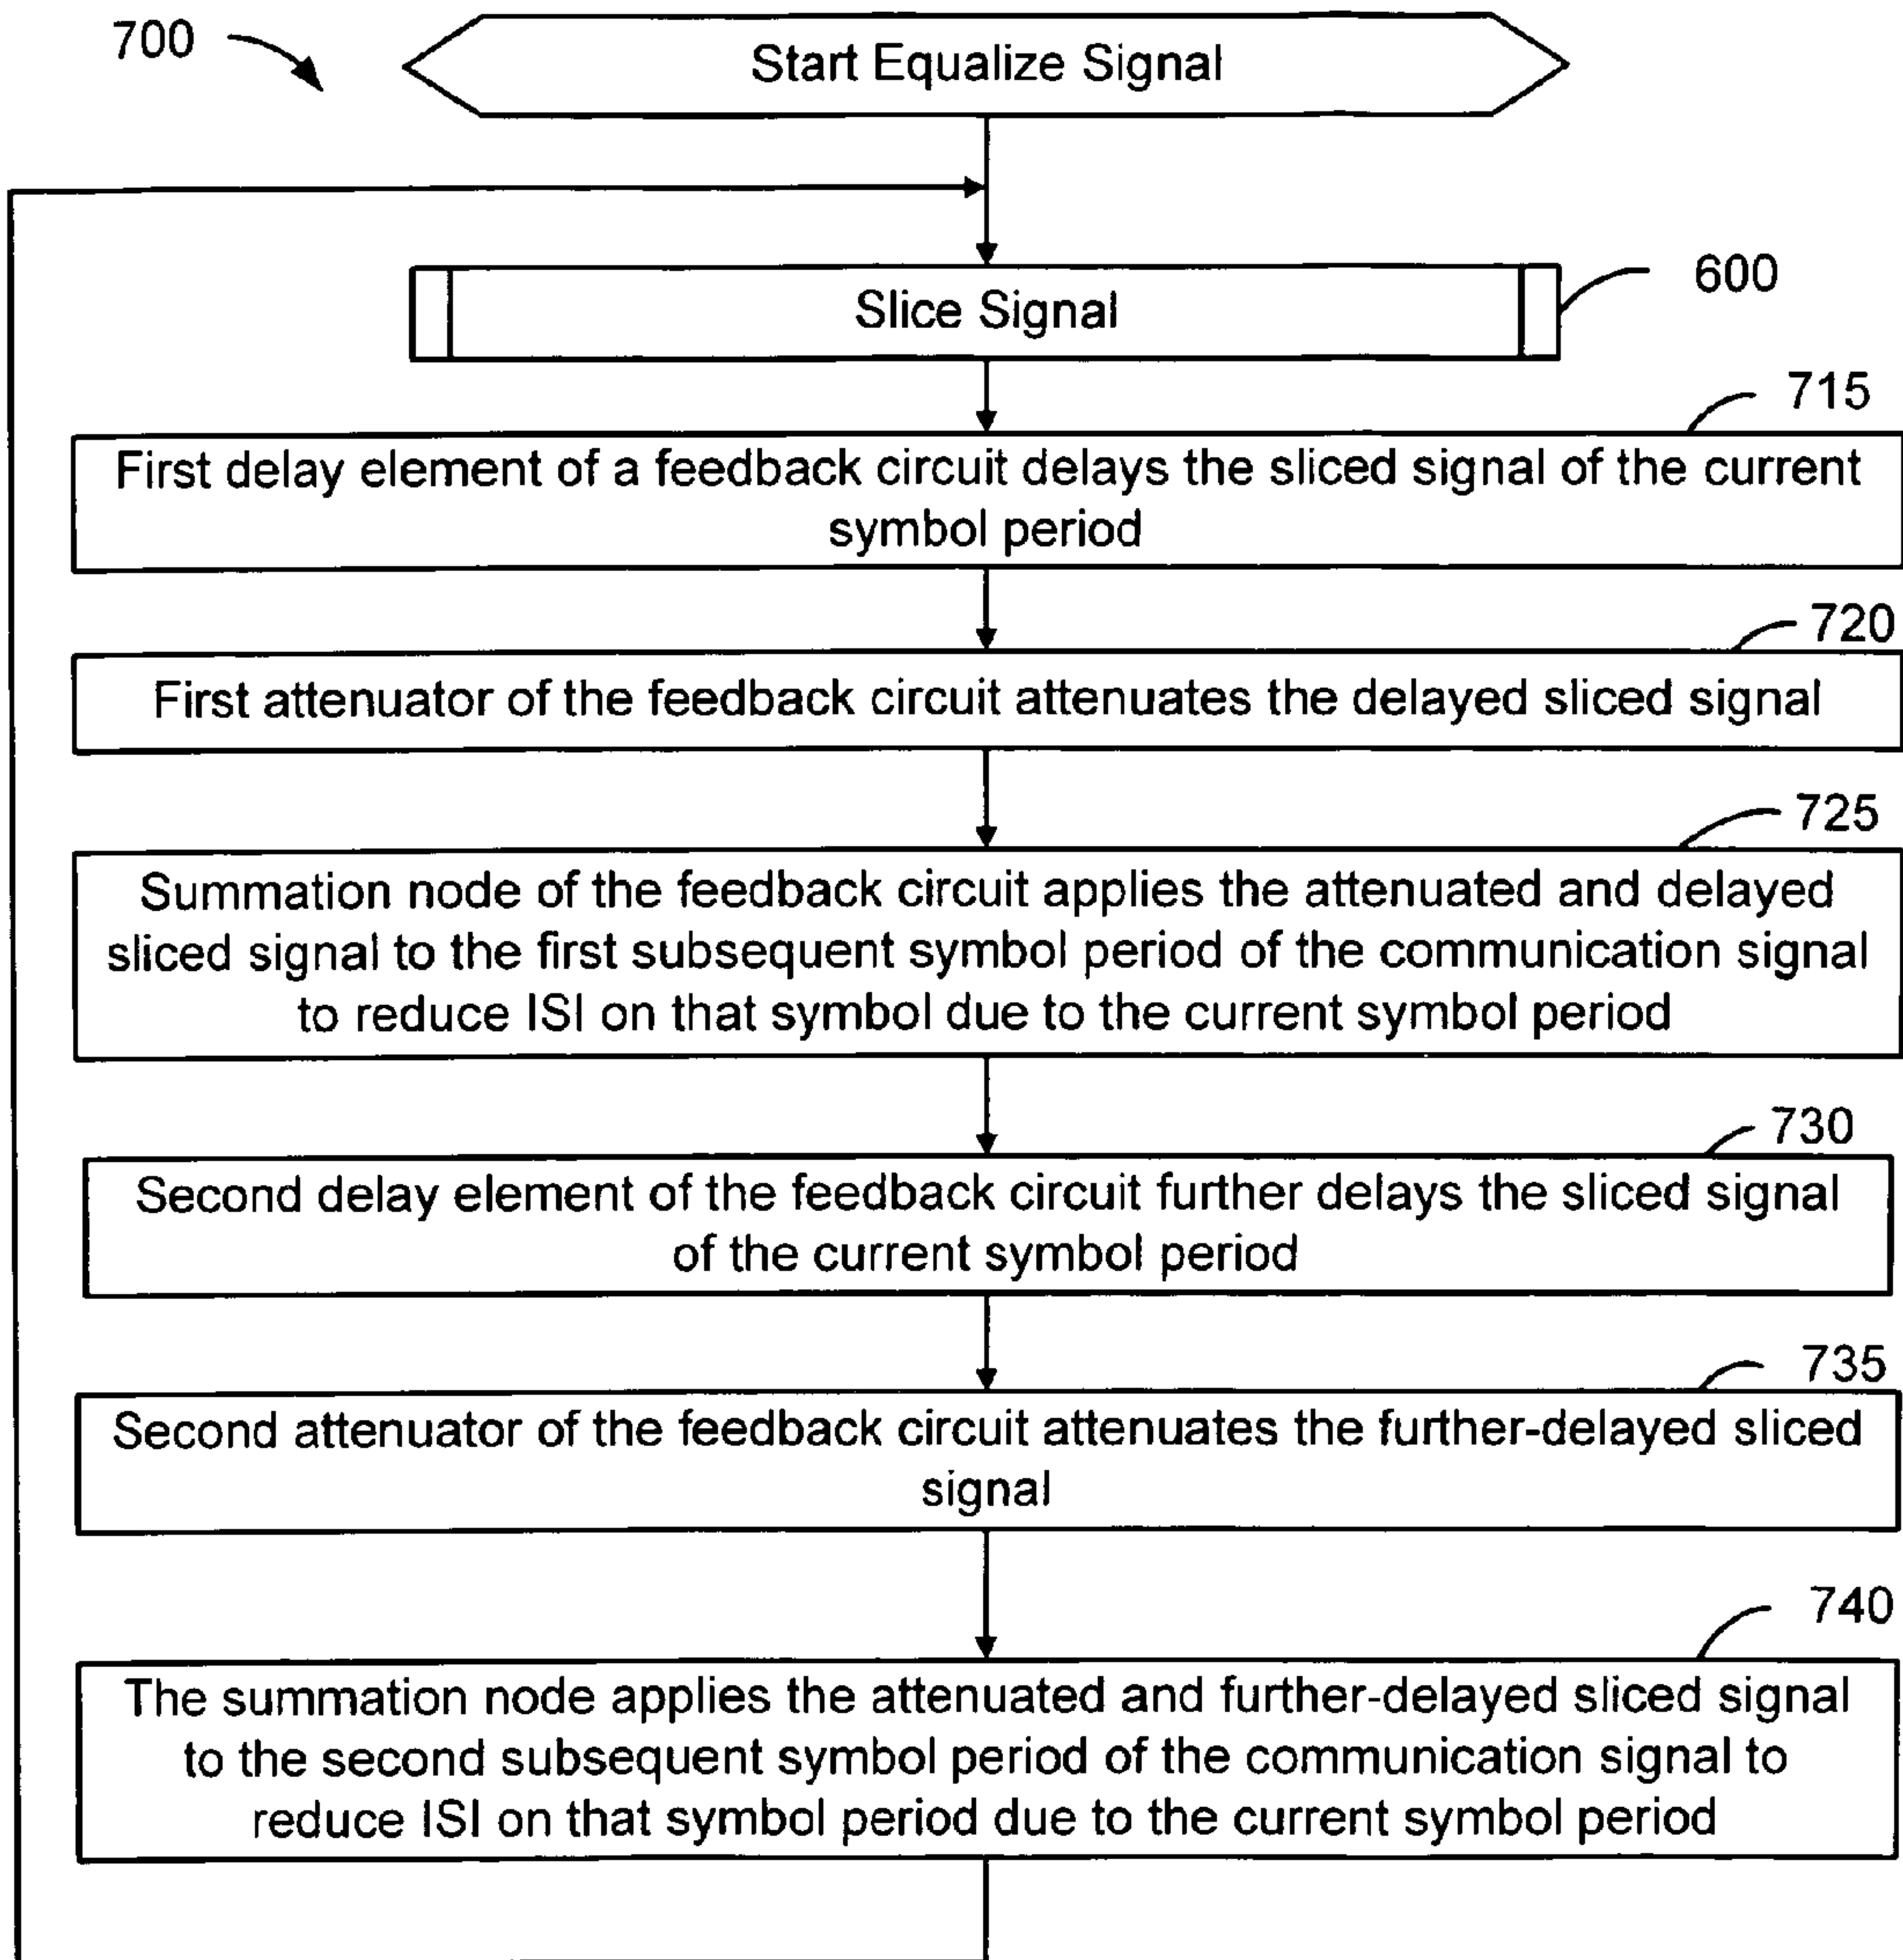 700
Start Equalize Signal
600
Slice Signal
715
First delay element of a feedback circuit delays the sliced signal of the current
symbol period
720
First attenuator of the feedback circuit attenuates the delayed sliced signal
725
Summation node of the feedback circuit applies the attenuated and delayed
sliced signal to the first subsequent symbol period of the communication signal
to reduce ISI on that symbol due to the current symbol period
730
Second delay element of the feedback circuit further delays the sliced signal
of the current symbol period
735
Second attenuator of the feedback circuit attenuates the further-delayed sliced
signal
740
The summation node applies the attenuated and further-delayed sliced signal
to the second subsequent symbol period of the communication signal to
reduce ISI on that symbol period due to the current symbol period